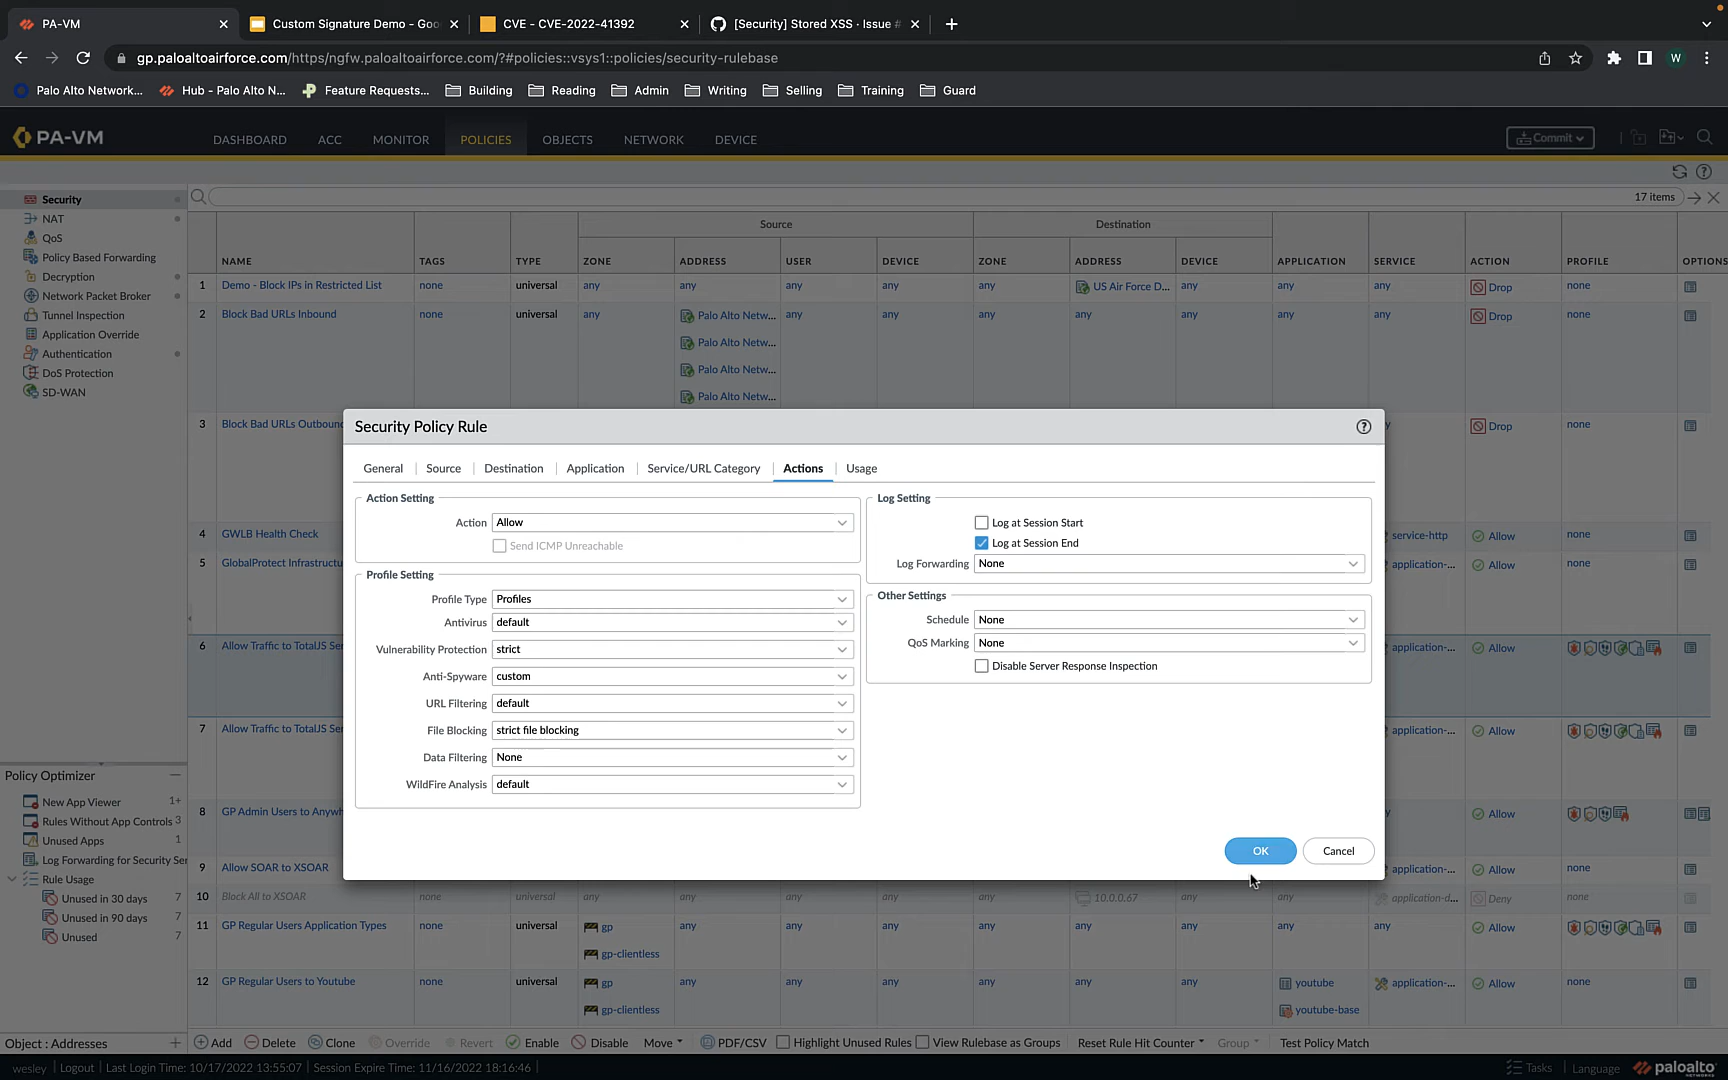 PA-VM
Custom Signature Demo - Goo
CVE - CVE-2022-41392
[Security] Stored XSS · Issue #
gp.paloaltoairforce.com/https/ngfw.paloaltoairforce.com/?#policies::vsys1::policies/security-rulebase
W
Palo Alto Network...
Hub - Palo Alto N...
Feature Requests...
Building
Reading
Admin
Writing
Selling
Training
Guard
PA-VM
DASHBOARD
ACC
MONITOR
POLICIES
OBJECTS
NETWORK
DEVICE
Commit
Security
NAT
QoS
Policy Based Forwarding
Decryption
Network Packet Broker
Tunnel Inspection
Application Override
Authentication
DoS Protection
SD-WAN
17 items
Source
Destination
NAME TAGS TYPE ZONE ADDRESS USER DEVICE ZONE ADDRESS DEVICE APPLICATION SERVICE ACTION PROFILE OPTIONS
1 Demo - Block IPs in Restricted List none universal any any any any any US Air Force D... any any any Drop none
2 Block Bad URLs Inbound none universal any Palo Alto Netw... any any any any any any any Drop none
Palo Alto Netw...
Palo Alto Netw...
Palo Alto Netw...
3 Block Bad URLs Outbound y Drop none
4 GWLB Health Check service-http Allow none
5 GlobalProtect Infrastructu application-... Allow none
6 Allow Traffic to TotalJS Se application-... Allow
7 Allow Traffic to TotalJS Se application-... Allow
8 GP Admin Users to Anywh y Allow
9 Allow SOAR to XSOAR application-... Allow none
10 Block All to XSOAR none universal any any any any any 10.0.0.67 any any application-d... Deny none
11 GP Regular Users Application Types none universal gp any any any any any any any any Allow
gp-clientless
12 GP Regular Users to Youtube none universal gp any any any any any any youtube application-... Allow none
gp-clientless youtube-base
Security Policy Rule
General
Source
Destination
Application
Service/URL Category
Actions
Usage
Action Setting
Action Allow
Send ICMP Unreachable
Profile Setting
Profile Type Profiles
Antivirus default
Vulnerability Protection strict
Anti-Spyware custom
URL Filtering default
File Blocking strict file blocking
Data Filtering None
WildFire Analysis default
Log Setting
Log at Session Start
Log at Session End
Log Forwarding None
Other Settings
Schedule None
QoS Marking None
Disable Server Response Inspection
OK
Cancel
Policy Optimizer
New App Viewer 1+
Rules Without App Controls 3
Unused Apps 1
Log Forwarding for Security Ser
Rule Usage
Unused in 30 days 7
Unused in 90 days 7
Unused 7
Object : Addresses
Add
Delete
Clone
Override
Revert
Enable
Disable
Move
PDF/CSV
Highlight Unused Rules
View Rulebase as Groups
Reset Rule Hit Counter
Group
Test Policy Match
wesley | Logout | Last Login Time: 10/17/2022 13:55:07 | Session Expire Time: 11/16/2022 18:16:46 |
Tasks | Language
paloalto
NETWORKS